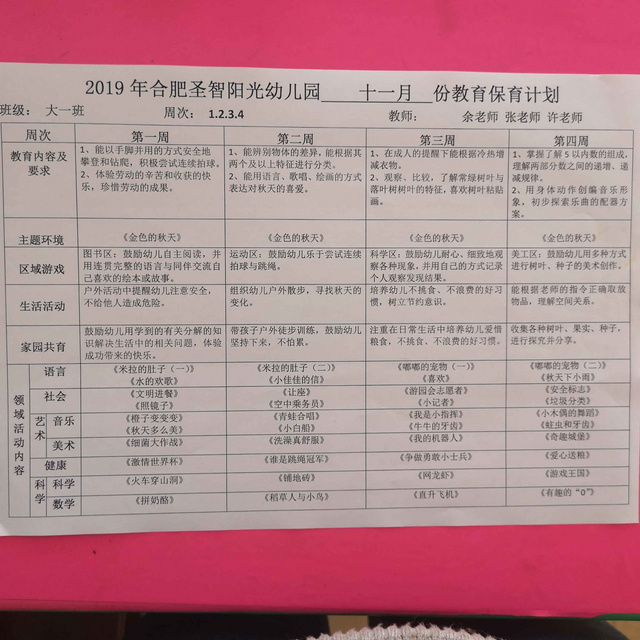 2019 年合肥圣智阳光幼儿园 十一月 份教育保育计划
班级： 大一班 周次： 1.2.3.4 教师： 余老师 张老师 许老师
周次 第一周 第二周 第三周 第四周
教育内容及要求
1、能以手脚并用的方式安全地
攀登和钻爬，积极尝试连续拍球。
2、体验劳动的辛苦和收获的快
乐，珍惜劳动的成果。
1、能辨别物体的差异，能根据其
两个及以上特征进行分类。
2、能用语言、歌唱、绘画的方式
表达对秋天的喜爱。
1、在成人的提醒下能根据冷热增
减衣物。
2、观察、比较，了解常绿树叶与
落叶树树叶的特征，喜欢树叶粘贴
画。
1、掌握了解 5 以内数的组成，
理解两部分数之间的递增、递
减规律。
2、用身体动作创编音乐形
象，初步探索乐曲的配器方
案。
主题环境 《金色的秋天》 《金色的秋天》 《金色的秋天》 《金色的秋天》
区域游戏
图书区：鼓励幼儿自主阅读，并
用连贯完整的语言与同伴交流自
己喜欢的绘本或故事。
运动区：鼓励幼儿乐于尝试连续
拍球与跳绳。
科学区：鼓励幼儿耐心、细致地观
察各种现象，并用自己的方式记录
个人观察发现结果。
美工区：鼓励幼儿用多种方式
进行树叶、种子的美术创作。
生活活动
户外活动中提醒幼儿注意安全，
不给他人造成危险。
组织幼儿户外散步，寻找秋天的
变化。
培养幼儿不挑食、不浪费的好习
惯，树立节约意识。
能根据老师的指令正确取放
物品，理解空间关系。
家园共育
鼓励幼儿用学到的有关分解的知
识解决生活中的相关问题，体验
成功带来的快乐。
带孩子户外徒步训练，鼓励幼儿
坚持下来，不怕累。
注重在日常生活中培养幼儿爱惜
粮食，不挑食、不浪费的好习惯。
收集各种树叶、果实、种子，
进行探究并分享。
领域活动内容
语言 《米拉的肚子（一）》 《米拉的肚子（二）》 《嘟嘟的宠物（一）》 《嘟嘟的宠物（二）》
《水的欢歌》 《小佳佳的信》 《喜欢》 《秋天下小雨》
社会 《文明进餐》 《让座》 《游园会志愿者》 《安全标志》
《照镜子》 《空中乘务员》 《小记者》 《垃圾分类》
艺术 音乐 《橙子变变变》 《青蛙合唱》 《我是小指挥》 《小木偶的舞蹈》
《秋天多么美》 《小白船》 《牛牛的牙齿》 《蛀虫和牙齿》
美术 《细菌大作战》 《洗澡真舒服》 《我的机器人》 《奇趣城堡》
健康 《激情世界杯》 《谁是跳绳冠军》 《争做勇敢小士兵》 《爱心送粮》
科学 科学 《火车穿山洞》 《铺地砖》 《网龙虾》 《游戏王国》
数学 《拼奶酪》 《稻草人与小鸟》 《直升飞机》 《有趣的“0”》